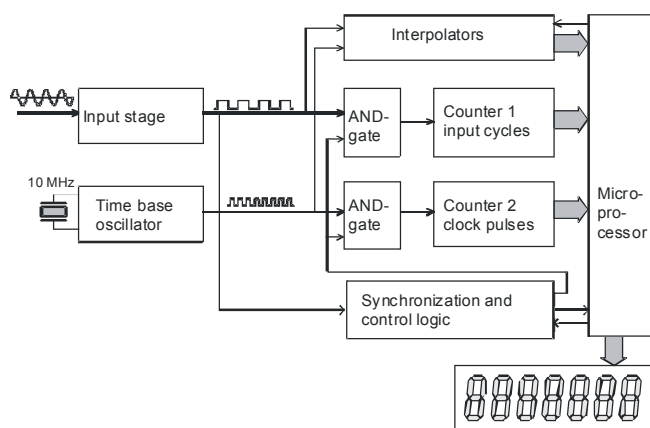 Interpolators
Input stage
AND-
gate
Counter 1
input cycles
10 MHz
Time base
oscillator
AND-
gate
Counter 2
clock pulses
Micro-
pro-
cessor
Synchronization and
control logic
8888888